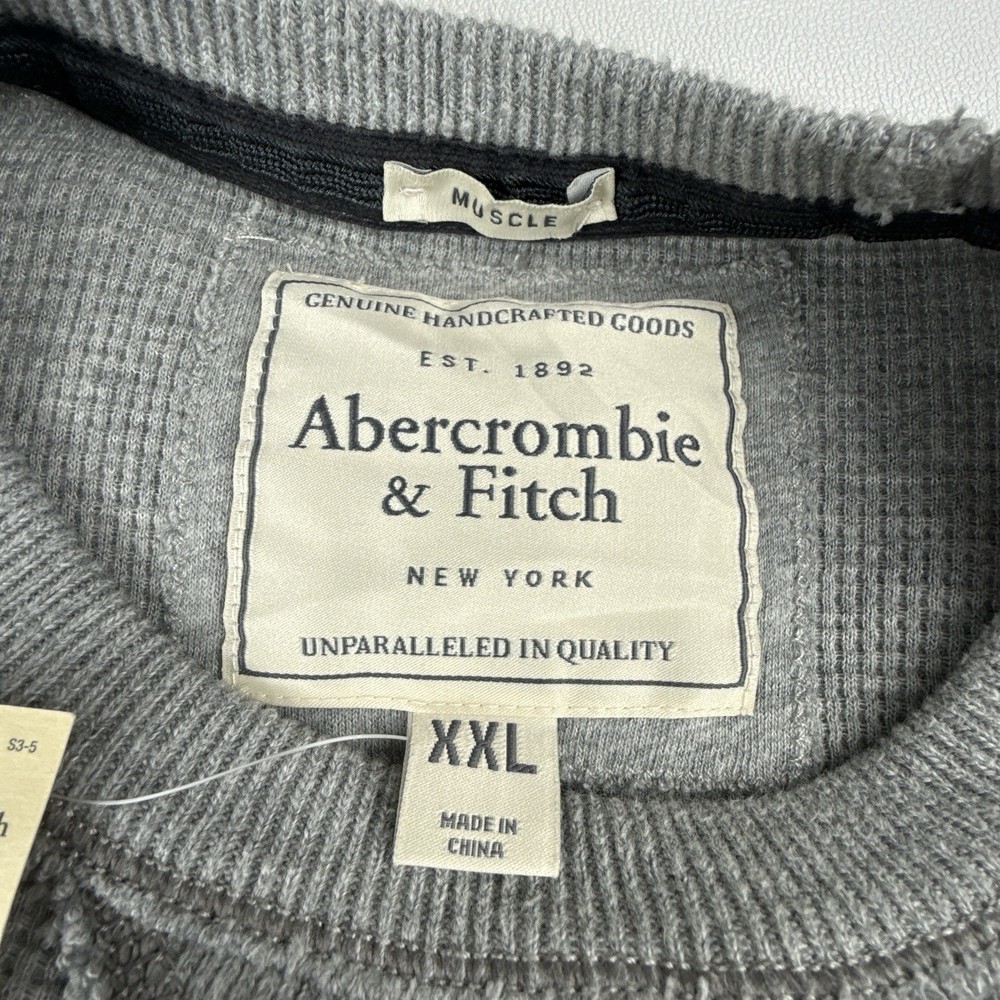 MUSCLE
GENUINE HANDCRAFTED GOODS
EST. 1892
Abercrombie
& Fitch
NEW YORK
UNPARALLELED IN QUALITY
XXL
MADE IN
CHINA
S3-5
h